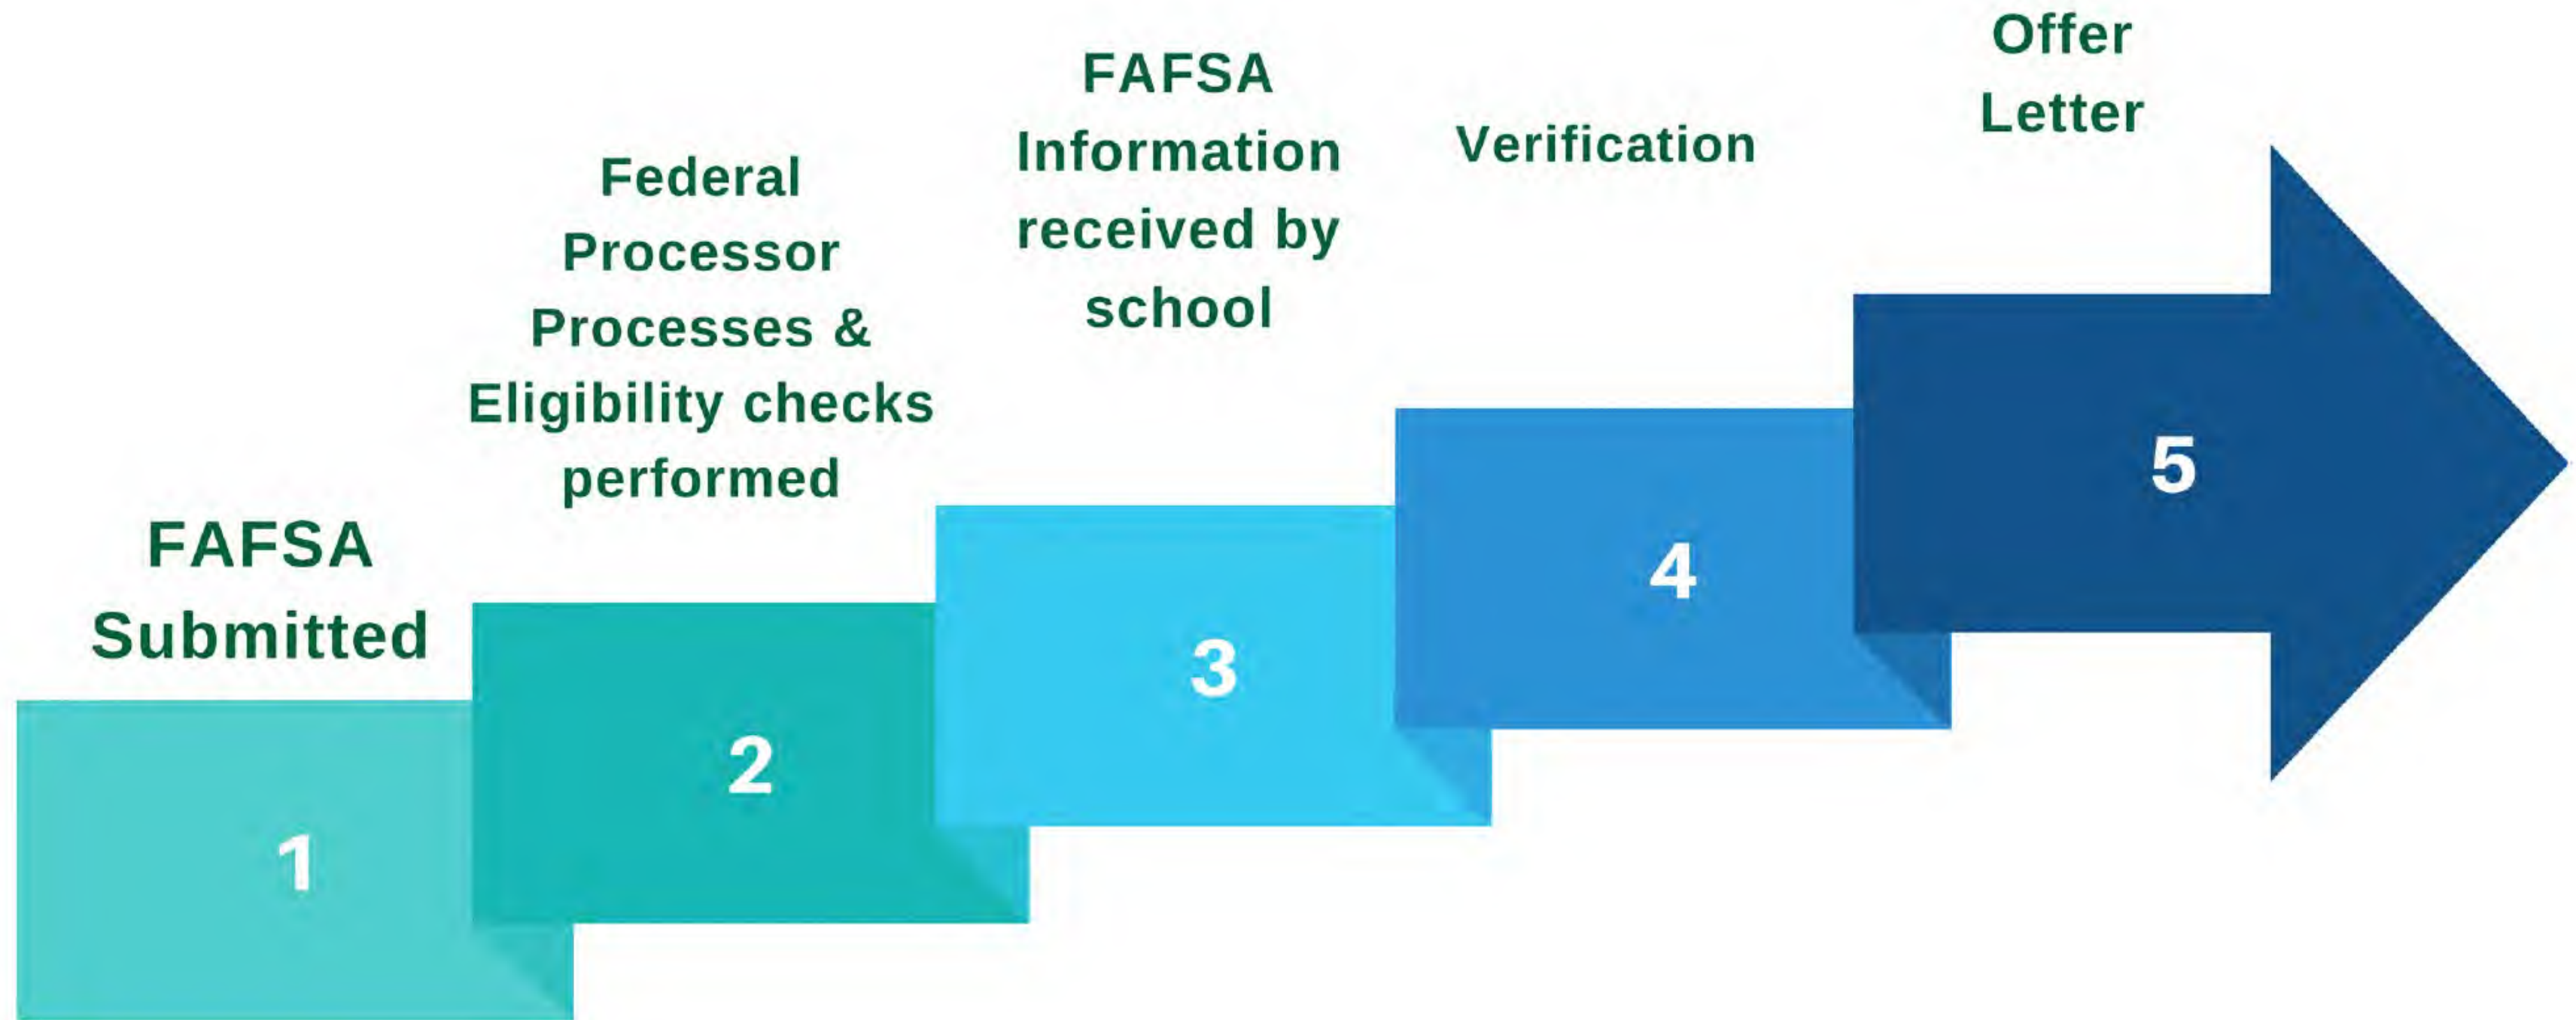 FAFSA
Submitted
1
Federal
Processor
Processes &
Eligibility checks
performed
2
FAFSA
Information
received by
school
3
Verification
4
Offer
Letter
5